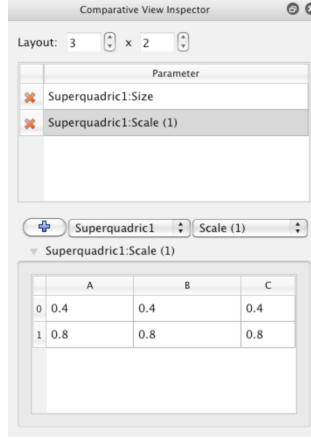 Comparative View Inspector
Layout: 3 x 2
Parameter
Superquadric1:Size
Superquadric1:Scale (1)
Superquadric1 Scale (1)
Superquadric1:Scale (1)
A B C
0 0.4 0.4 0.4
1 0.8 0.8 0.8